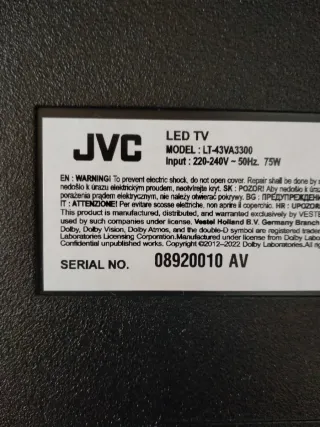 JVC
LED TV
MODEL : LT-43VA3300
Input : 220-240V ~ 50Hz. 75W
EN : WARNING! To prevent electric shock, do not open cover. Repair shall be done by
nedošlo k úrazu elektrickým proudem, neotvírejte kryt. SK : POZOR! Aby nedošlo k
porażenia prądem elektrycznym, nie należy otwierać pokrywy. BG : ПРЕДУПРЕЖДЕНИЕ
IT : ATTENZIONE! Per evitare scosse elettriche, non aprire il coperchio. HR : UPOZOR
This product is manufactured, distributed, and warranted exclusively by VESTE
used by such companies under license. Vestel Holland B.V. Germany Branch
Dolby, Dolby Vision, Dolby Atmos, and the double-D symbol are registered tradem
Laboratories Licensing Corporation.Manufactured under license from Dolby Labo
Confidential unpublished works. Copyright ©2012–2022 Dolby Laboratories.All rig
SERIAL NO. 08920010 AV